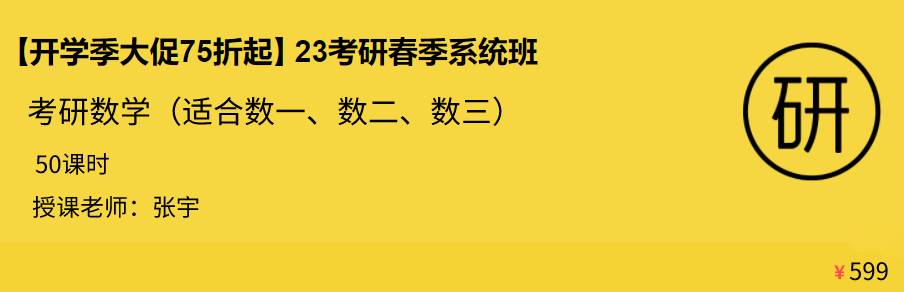 【开学季大促75折起】23考研春季系统班
考研数学（适合数一、数二、数三）
研
50课时
授课老师：张宇
¥599